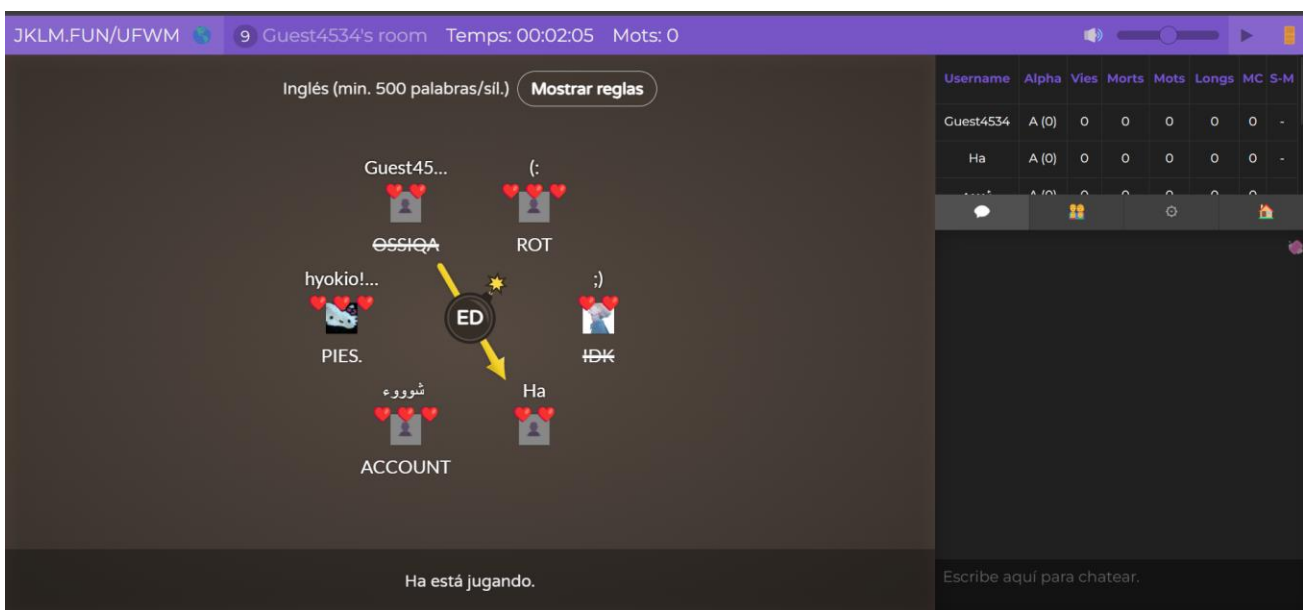 JKLM.FUN/UFWM 9 Guest4534's room Temps: 00:02:05 Mots: 0
Inglés (min. 500 palabras/síl.) Mostrar reglas
Guest45... (:
OSSIQA ROT
hyokio!... ;)
ED
PIES. IDK
شووووء Ha
ACCOUNT
Ha está jugando.
Username Alpha Vies Morts Mots Longs MC S-M
Guest4534 A (0) 0 0 0 0 0 -
Ha A (0) 0 0 0 0 0 -
Escribe aquí para chatear.